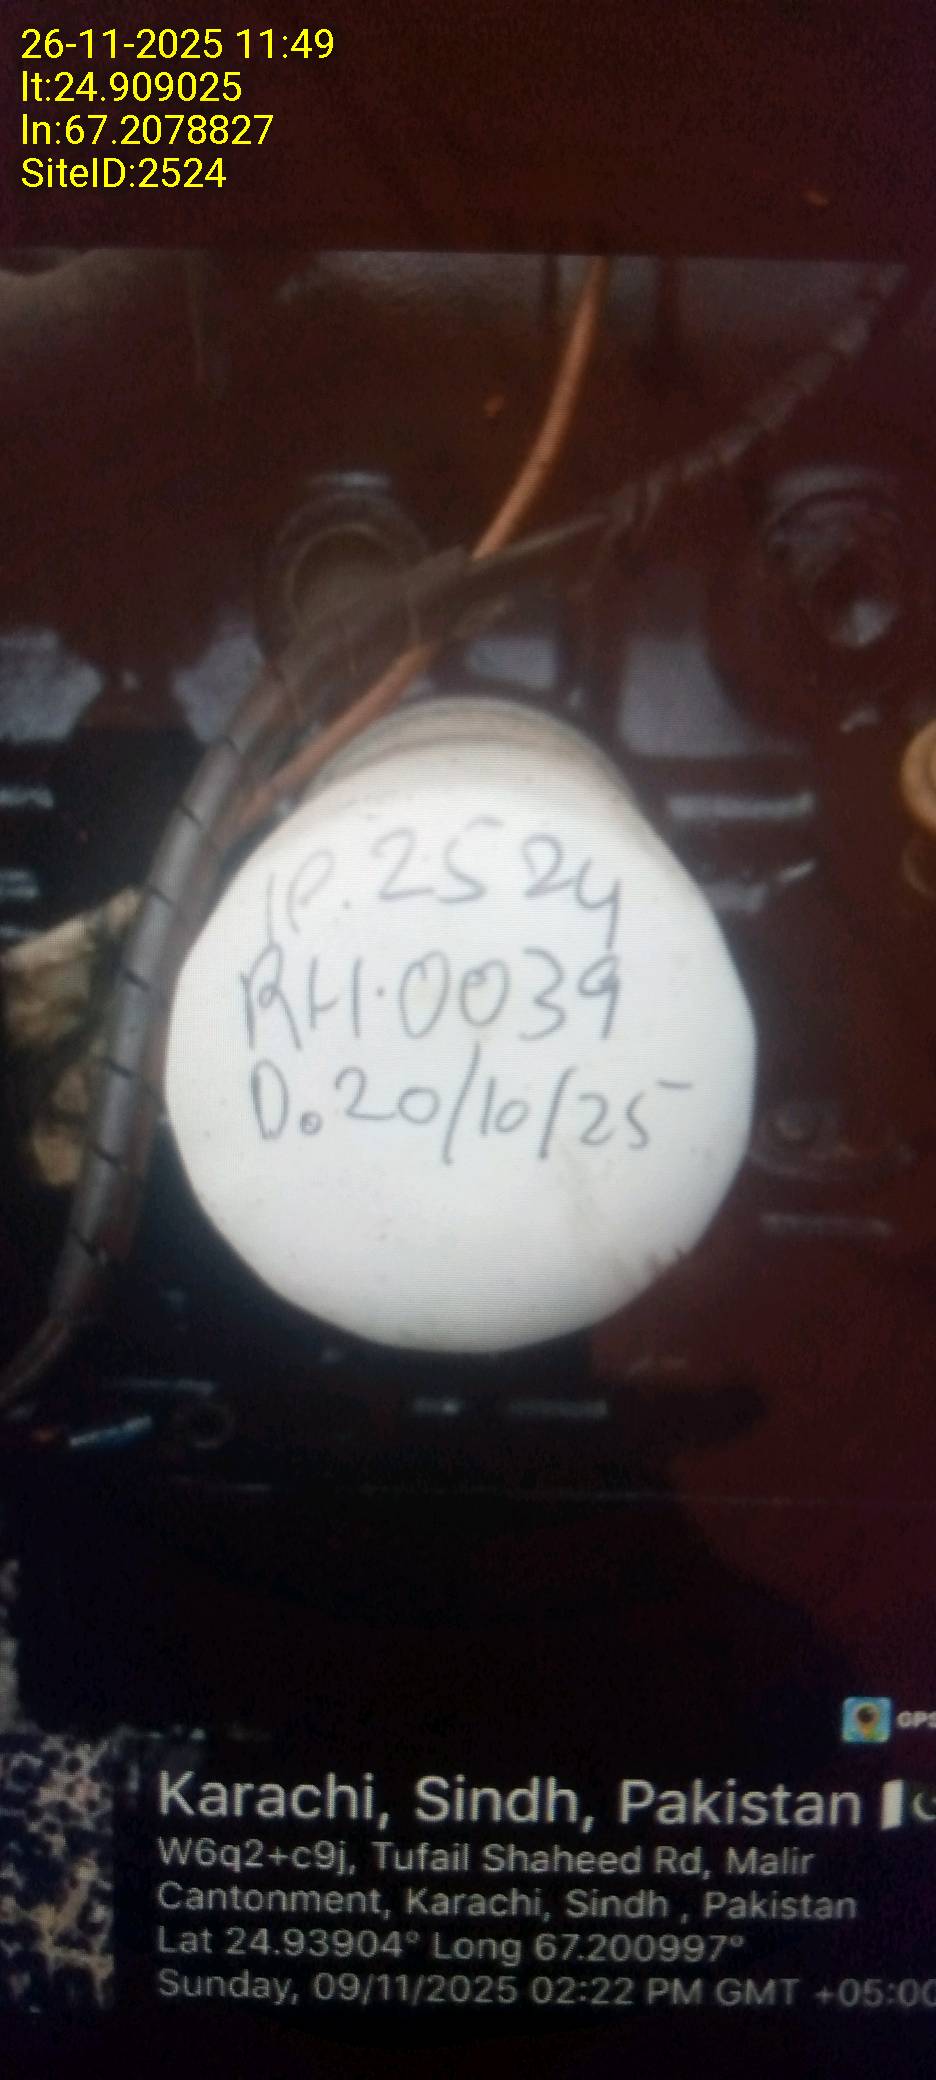 26-11-2025 11:49
lt:24.909025
ln:67.2078827
SiteID:2524
IP.2524
RH.0039
D.20/10/25
GPS
Karachi, Sindh, Pakistan
W6q2+c9j, Tufail Shaheed Rd, Malir
Cantonment, Karachi, Sindh , Pakistan
Lat 24.93904° Long 67.200997°
Sunday, 09/11/2025 02:22 PM GMT +05:00